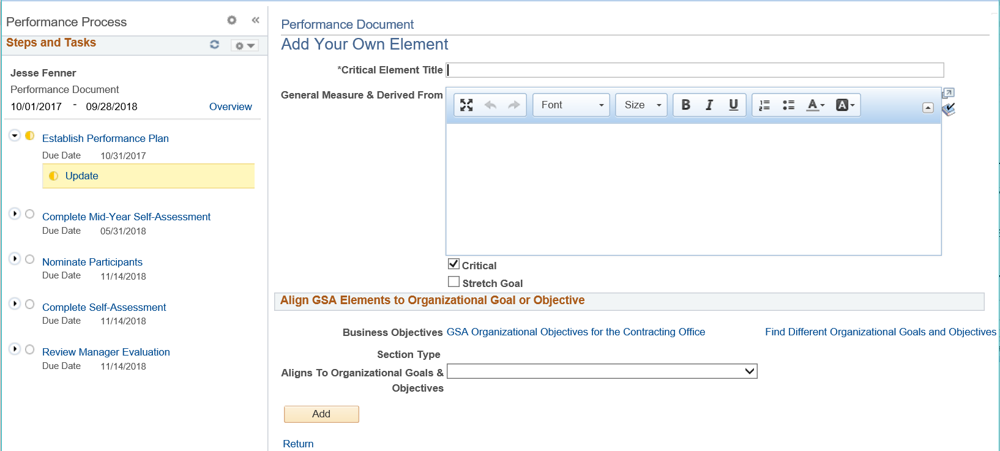 Performance Process
Steps and Tasks
Jesse Fenner
Performance Document
10/01/2017 - 09/28/2018 Overview
Establish Performance Plan
Due Date 10/31/2017
Update
Complete Mid-Year Self-Assessment
Due Date 05/31/2018
Nominate Participants
Due Date 11/14/2018
Complete Self-Assessment
Due Date 11/14/2018
Review Manager Evaluation
Due Date 11/14/2018
Performance Document
Add Your Own Element
*Critical Element Title
General Measure & Derived From
Font Size B I U A A
Critical
Stretch Goal
Align GSA Elements to Organizational Goal or Objective
Business Objectives GSA Organizational Objectives for the Contracting Office Find Different Organizational Goals and Objectives
Section Type
Aligns To Organizational Goals &
Objectives
Add
Return